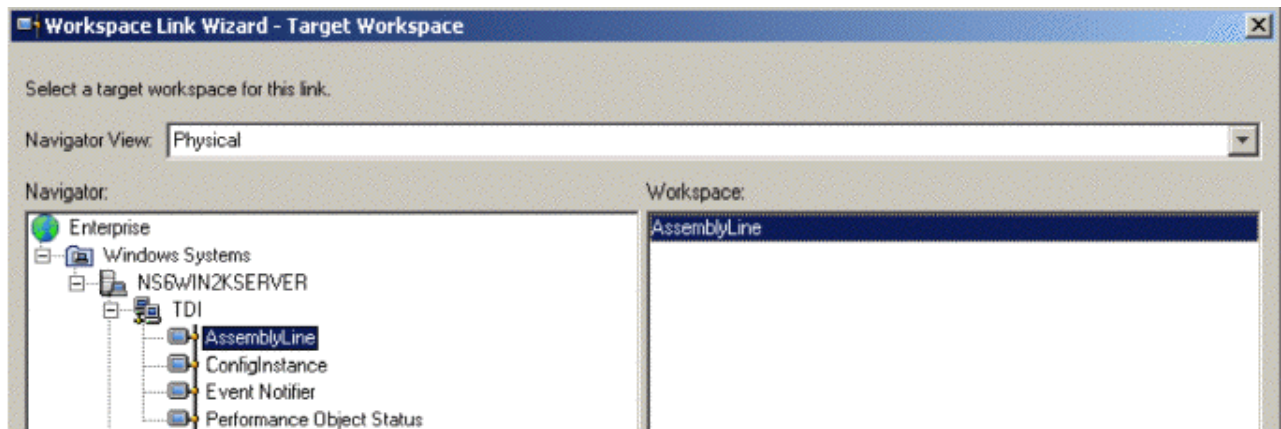 Workspace Link Wizard - Target Workspace
Select a target workspace for this link.
Navigator View: Physical
Navigator:
Enterprise
Windows Systems
NS6WIN2KSERVER
TDI
AssemblyLine
ConfigInstance
Event Notifier
Performance Object Status
Workspace:
AssemblyLine